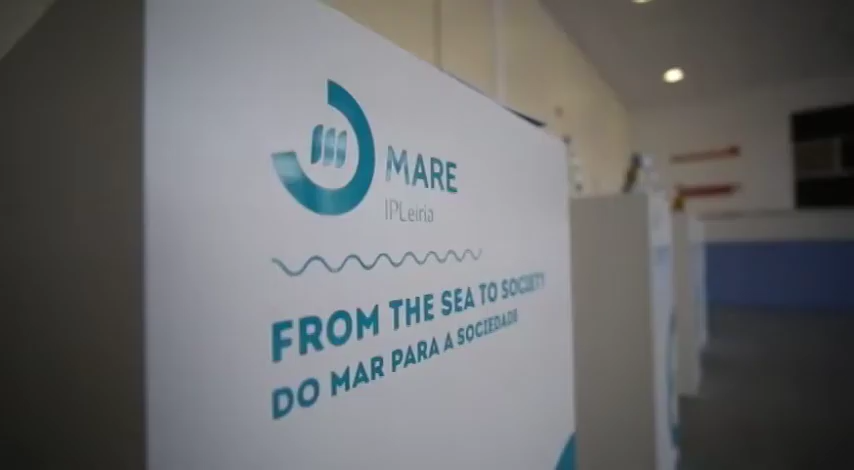 MARE
IPLeiria
FROM THE SEA TO SOCIETY
DO MAR PARA A SOCIEDADE